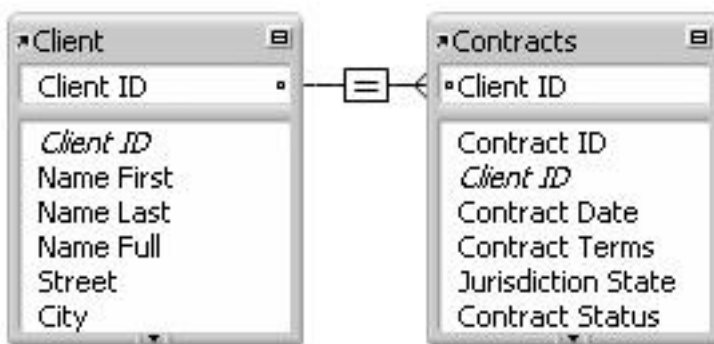 Client
Client ID
Client ID
Name First
Name Last
Name Full
Street
City
=
Contracts
Client ID
Contract ID
Client ID
Contract Date
Contract Terms
Jurisdiction State
Contract Status